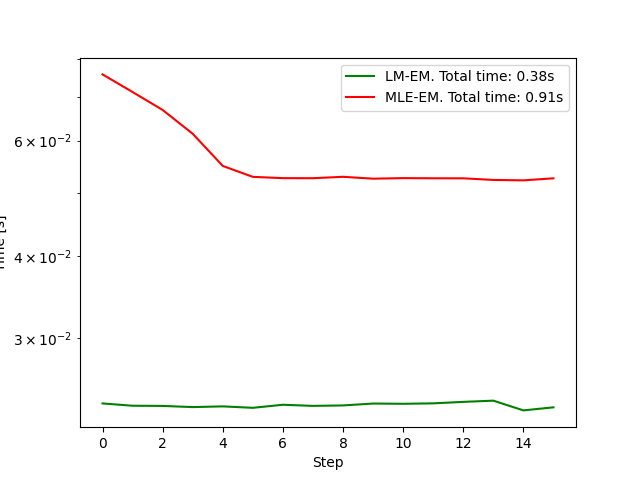 LM-EM. Total time: 0.38s
MLE-EM. Total time: 0.91s
6 × 10⁻²
4 × 10⁻²
3 × 10⁻²
[s]
0 2 4 6 8 10 12 14
Step